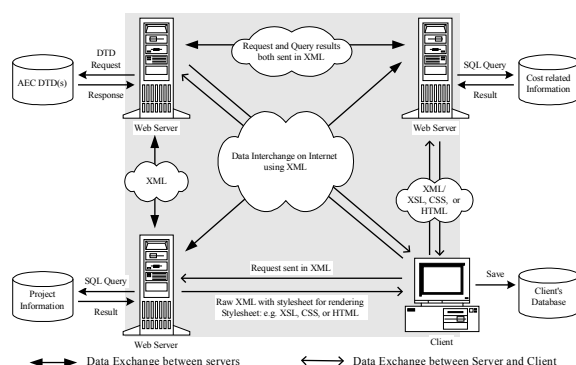 DTD
Request
AEC DTD(s)
Response
Web Server
Request and Query results
both sent in XML
Web Server
SQL Query
Result
Cost related
Information
XML
Data Interchange on Internet
using XML
XML/
XSL, CSS, or
HTML
Project
Information
SQL Query
Result
Web Server
Request sent in XML
Raw XML with stylesheet for rendering
Stylesheet: e.g. XSL, CSS, or HTML
Client
Save
Client's
Database
Data Exchange between servers
Data Exchange between Server and Client